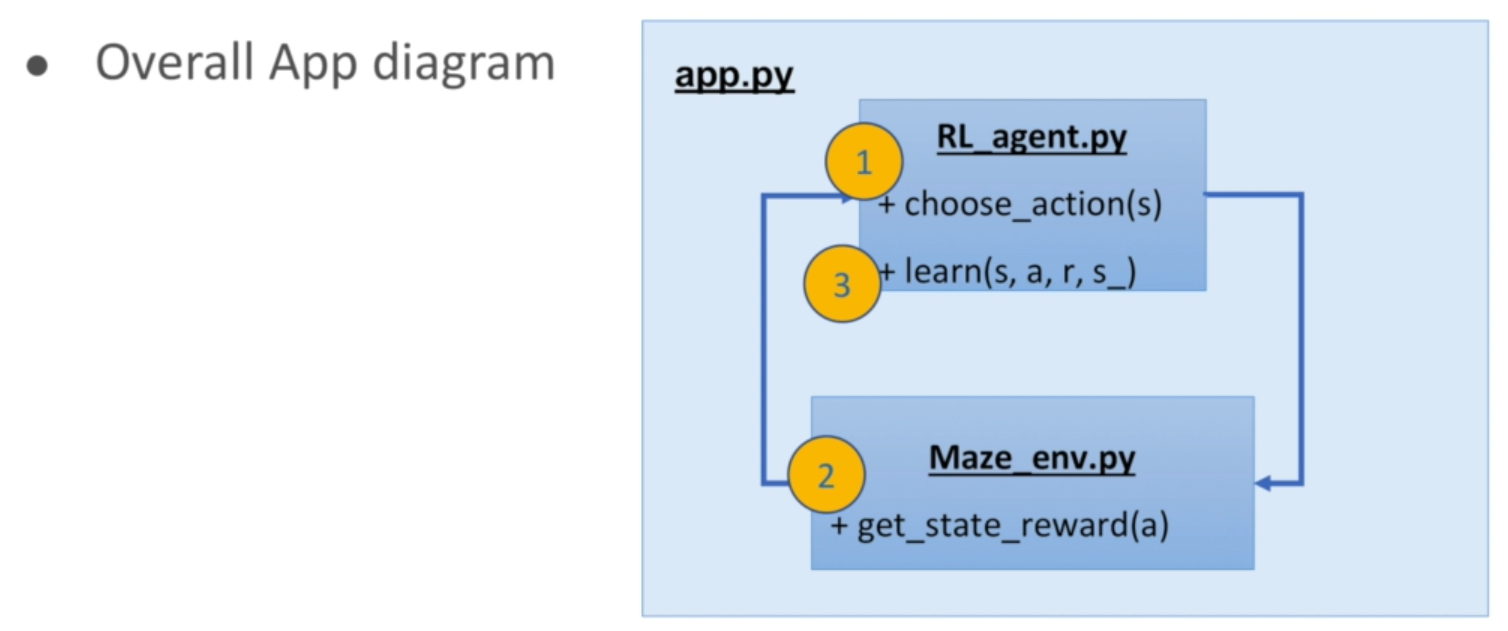 ● Overall App diagram
app.py
RL_agent.py
1
+ choose_action(s)
3
+ learn(s, a, r, s_)
Maze_env.py
2
+ get_state_reward(a)